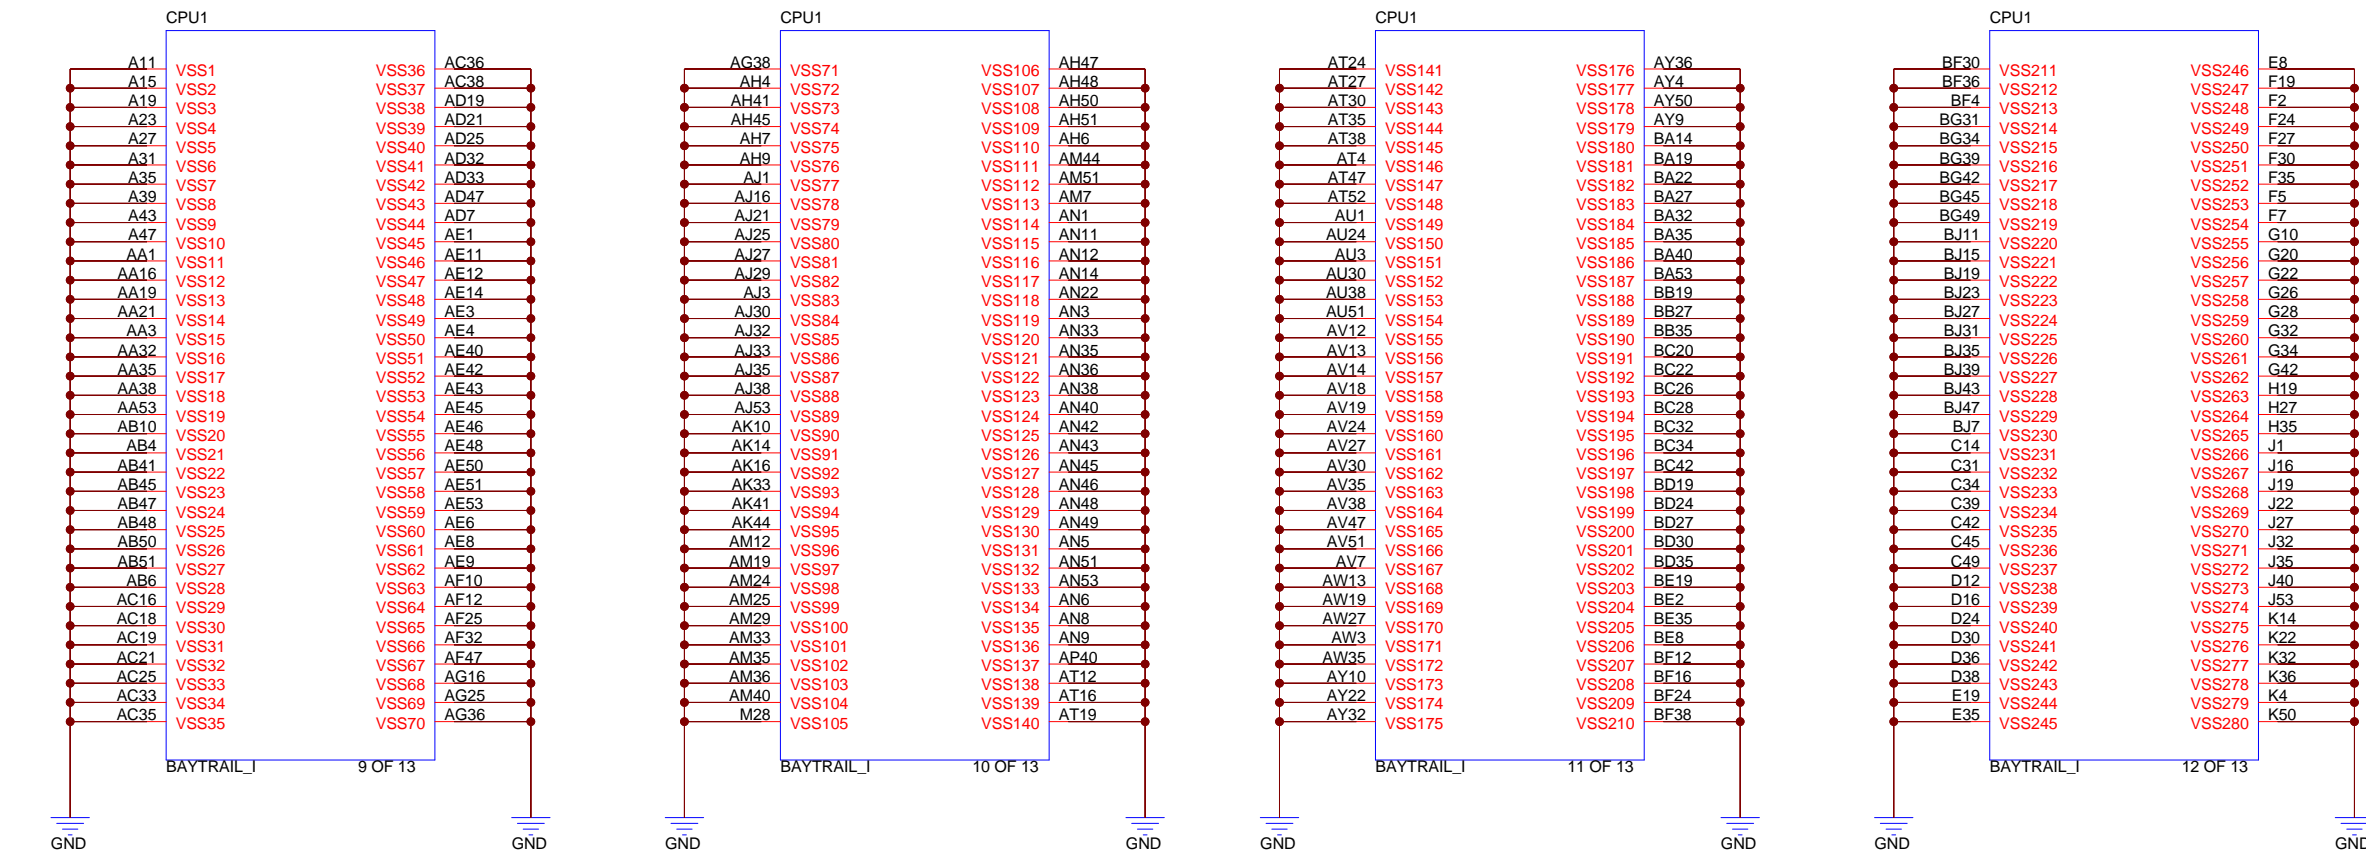 CPU1 CPU1 CPU1 CPU1
A11 VSS1 VSS36 AC36 AG38 VSS71 VSS106 AH47 AT24 VSS141 VSS176 AY36 BF30 VSS211 VSS246 E8
A15 VSS2 VSS37 AC38 AH4 VSS72 VSS107 AH48 AT27 VSS142 VSS177 AY4 BF36 VSS212 VSS247 F19
A19 VSS3 VSS38 AD19 AH41 VSS73 VSS108 AH50 AT30 VSS143 VSS178 AY50 BF4 VSS213 VSS248 F2
A23 VSS4 VSS39 AD21 AH45 VSS74 VSS109 AH51 AT35 VSS144 VSS179 AY9 BG31 VSS214 VSS249 F24
A27 VSS5 VSS40 AD25 AH7 VSS75 VSS110 AH6 AT38 VSS145 VSS180 BA14 BG34 VSS215 VSS250 F27
A31 VSS6 VSS41 AD32 AH9 VSS76 VSS111 AM44 AT4 VSS146 VSS181 BA19 BG39 VSS216 VSS251 F30
A35 VSS7 VSS42 AD33 AJ1 VSS77 VSS112 AM51 AT47 VSS147 VSS182 BA22 BG42 VSS217 VSS252 F35
A39 VSS8 VSS43 AD47 AJ16 VSS78 VSS113 AM7 AT52 VSS148 VSS183 BA27 BG45 VSS218 VSS253 F5
A43 VSS9 VSS44 AD7 AJ21 VSS79 VSS114 AN1 AU1 VSS149 VSS184 BA32 BG49 VSS219 VSS254 F7
A47 VSS10 VSS45 AE1 AJ25 VSS80 VSS115 AN11 AU24 VSS150 VSS185 BA35 BJ11 VSS220 VSS255 G10
AA1 VSS11 VSS46 AE11 AJ27 VSS81 VSS116 AN12 AU3 VSS151 VSS186 BA40 BJ15 VSS221 VSS256 G20
AA16 VSS12 VSS47 AE12 AJ29 VSS82 VSS117 AN14 AU30 VSS152 VSS187 BA53 BJ19 VSS222 VSS257 G22
AA19 VSS13 VSS48 AE14 AJ3 VSS83 VSS118 AN22 AU38 VSS153 VSS188 BB19 BJ23 VSS223 VSS258 G26
AA21 VSS14 VSS49 AE3 AJ30 VSS84 VSS119 AN3 AU51 VSS154 VSS189 BB27 BJ27 VSS224 VSS259 G28
AA3 VSS15 VSS50 AE4 AJ32 VSS85 VSS120 AN33 AV12 VSS155 VSS190 BB35 BJ31 VSS225 VSS260 G32
AA32 VSS16 VSS51 AE40 AJ33 VSS86 VSS121 AN35 AV13 VSS156 VSS191 BC20 BJ35 VSS226 VSS261 G34
AA35 VSS17 VSS52 AE42 AJ35 VSS87 VSS122 AN36 AV14 VSS157 VSS192 BC22 BJ39 VSS227 VSS262 G42
AA38 VSS18 VSS53 AE43 AJ38 VSS88 VSS123 AN38 AV18 VSS158 VSS193 BC26 BJ43 VSS228 VSS263 H19
AA53 VSS19 VSS54 AE45 AJ53 VSS89 VSS124 AN40 AV19 VSS159 VSS194 BC28 BJ47 VSS229 VSS264 H27
AB10 VSS20 VSS55 AE46 AK10 VSS90 VSS125 AN42 AV24 VSS160 VSS195 BC32 BJ7 VSS230 VSS265 H35
AB4 VSS21 VSS56 AE48 AK14 VSS91 VSS126 AN43 AV27 VSS161 VSS196 BC34 C14 VSS231 VSS266 J1
AB41 VSS22 VSS57 AE50 AK16 VSS92 VSS127 AN45 AV30 VSS162 VSS197 BC42 C31 VSS232 VSS267 J16
AB45 VSS23 VSS58 AE51 AK33 VSS93 VSS128 AN46 AV35 VSS163 VSS198 BD19 C34 VSS233 VSS268 J19
AB47 VSS24 VSS59 AE53 AK41 VSS94 VSS129 AN48 AV38 VSS164 VSS199 BD24 C39 VSS234 VSS269 J22
AB48 VSS25 VSS60 AE6 AK44 VSS95 VSS130 AN49 AV47 VSS165 VSS200 BD27 C42 VSS235 VSS270 J27
AB50 VSS26 VSS61 AE8 AM12 VSS96 VSS131 AN5 AV51 VSS166 VSS201 BD30 C45 VSS236 VSS271 J32
AB51 VSS27 VSS62 AE9 AM19 VSS97 VSS132 AN51 AV7 VSS167 VSS202 BD35 C49 VSS237 VSS272 J35
AB6 VSS28 VSS63 AF10 AM24 VSS98 VSS133 AN53 AW13 VSS168 VSS203 BE19 D12 VSS238 VSS273 J40
AC16 VSS29 VSS64 AF12 AM25 VSS99 VSS134 AN6 AW19 VSS169 VSS204 BE2 D16 VSS239 VSS274 J53
AC18 VSS30 VSS65 AF25 AM29 VSS100 VSS135 AN8 AW27 VSS170 VSS205 BE35 D24 VSS240 VSS275 K14
AC19 VSS31 VSS66 AF32 AM33 VSS101 VSS136 AN9 AW3 VSS171 VSS206 BE8 D30 VSS241 VSS276 K22
AC21 VSS32 VSS67 AF47 AM35 VSS102 VSS137 AP40 AW35 VSS172 VSS207 BF12 D36 VSS242 VSS277 K32
AC25 VSS33 VSS68 AG16 AM36 VSS103 VSS138 AT12 AY10 VSS173 VSS208 BF16 D38 VSS243 VSS278 K36
AC33 VSS34 VSS69 AG25 AM40 VSS104 VSS139 AT16 AY22 VSS174 VSS209 BF24 E19 VSS244 VSS279 K4
AC35 VSS35 VSS70 AG36 M28 VSS105 VSS140 AT19 AY32 VSS175 VSS210 BF38 E35 VSS245 VSS280 K50
BAYTRAIL_I 9 OF 13 BAYTRAIL_I 10 OF 13 BAYTRAIL_I 11 OF 13 BAYTRAIL_I 12 OF 13
GND GND GND GND GND GND GND GND